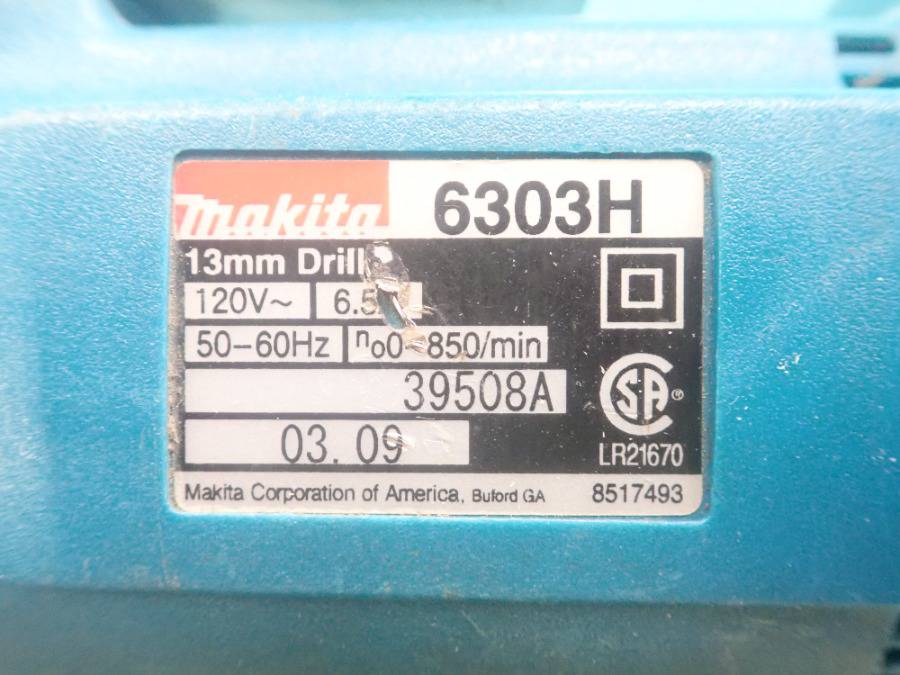 makita 6303H
13mm Drill
120V~ 6.5
50-60Hz n₀0 850/min
39508A
03. 09
SA ®
LR21670
Makita Corporation of America, Buford GA 8517493